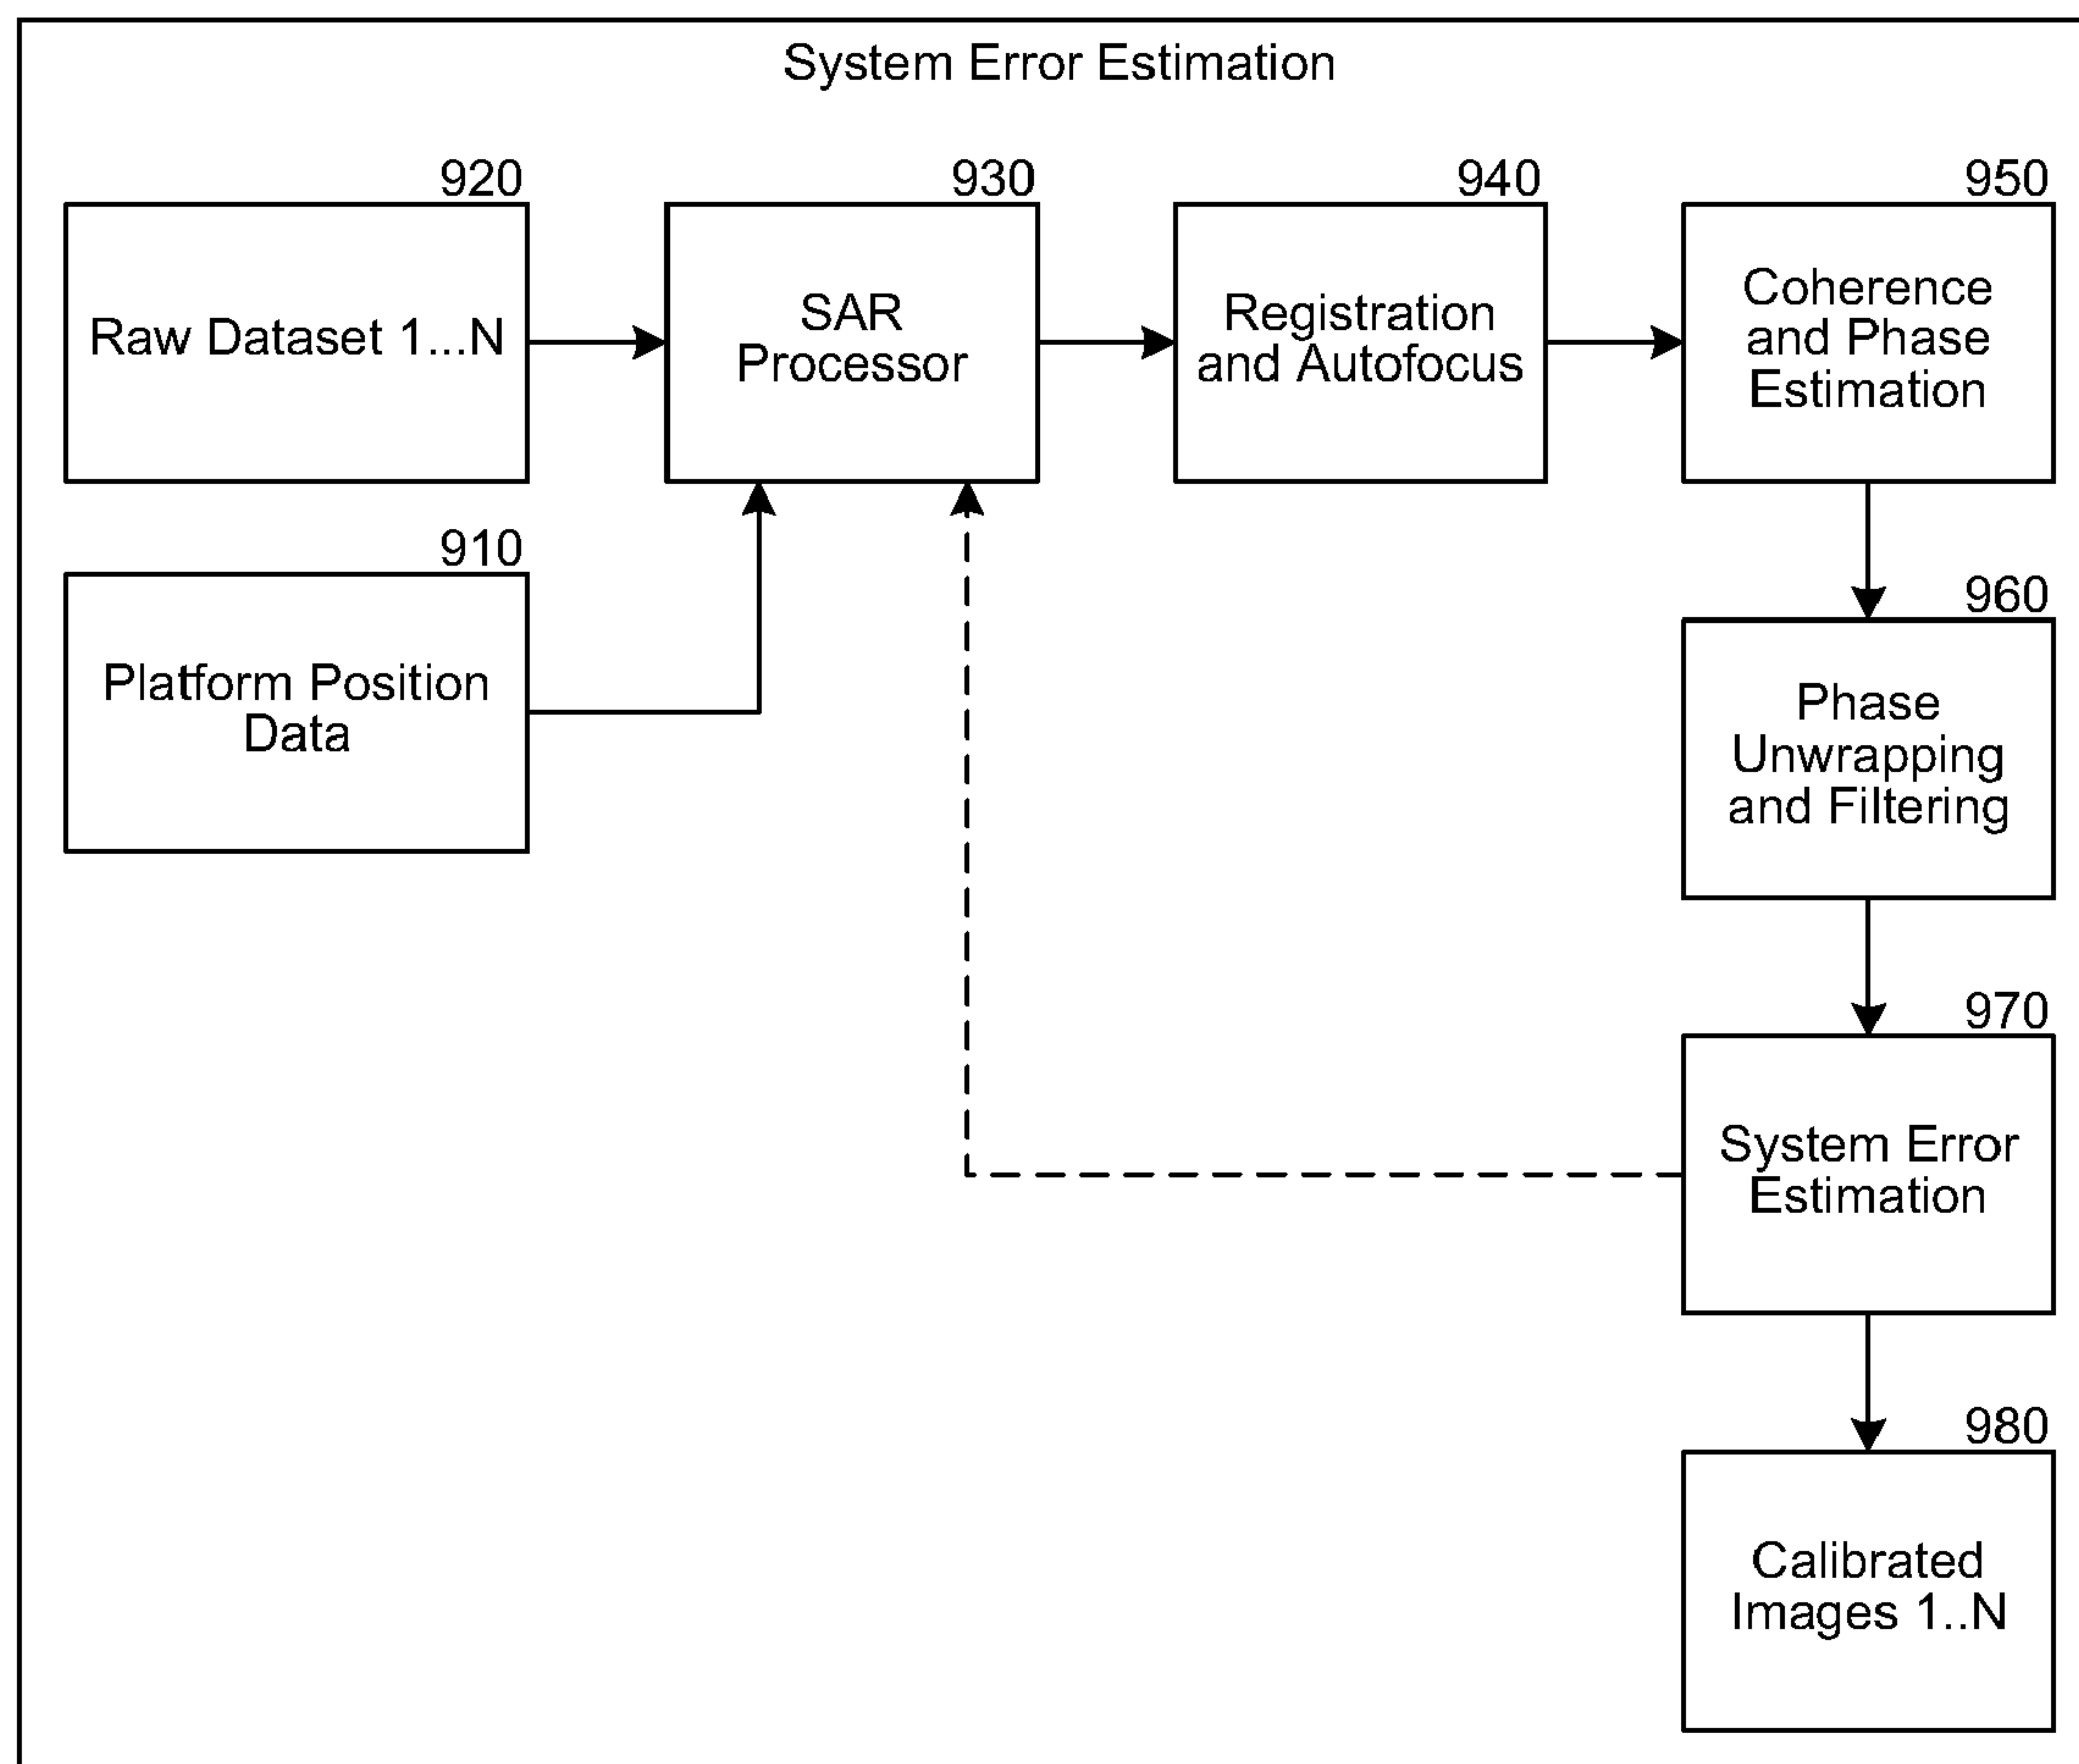 System Error Estimation
920
Raw Dataset 1...N
930
SAR
Processor
940
Registration
and Autofocus
950
Coherence
and Phase
Estimation
910
Platform Position
Data
960
Phase
Unwrapping
and Filtering
970
System Error
Estimation
980
Calibrated
Images 1..N